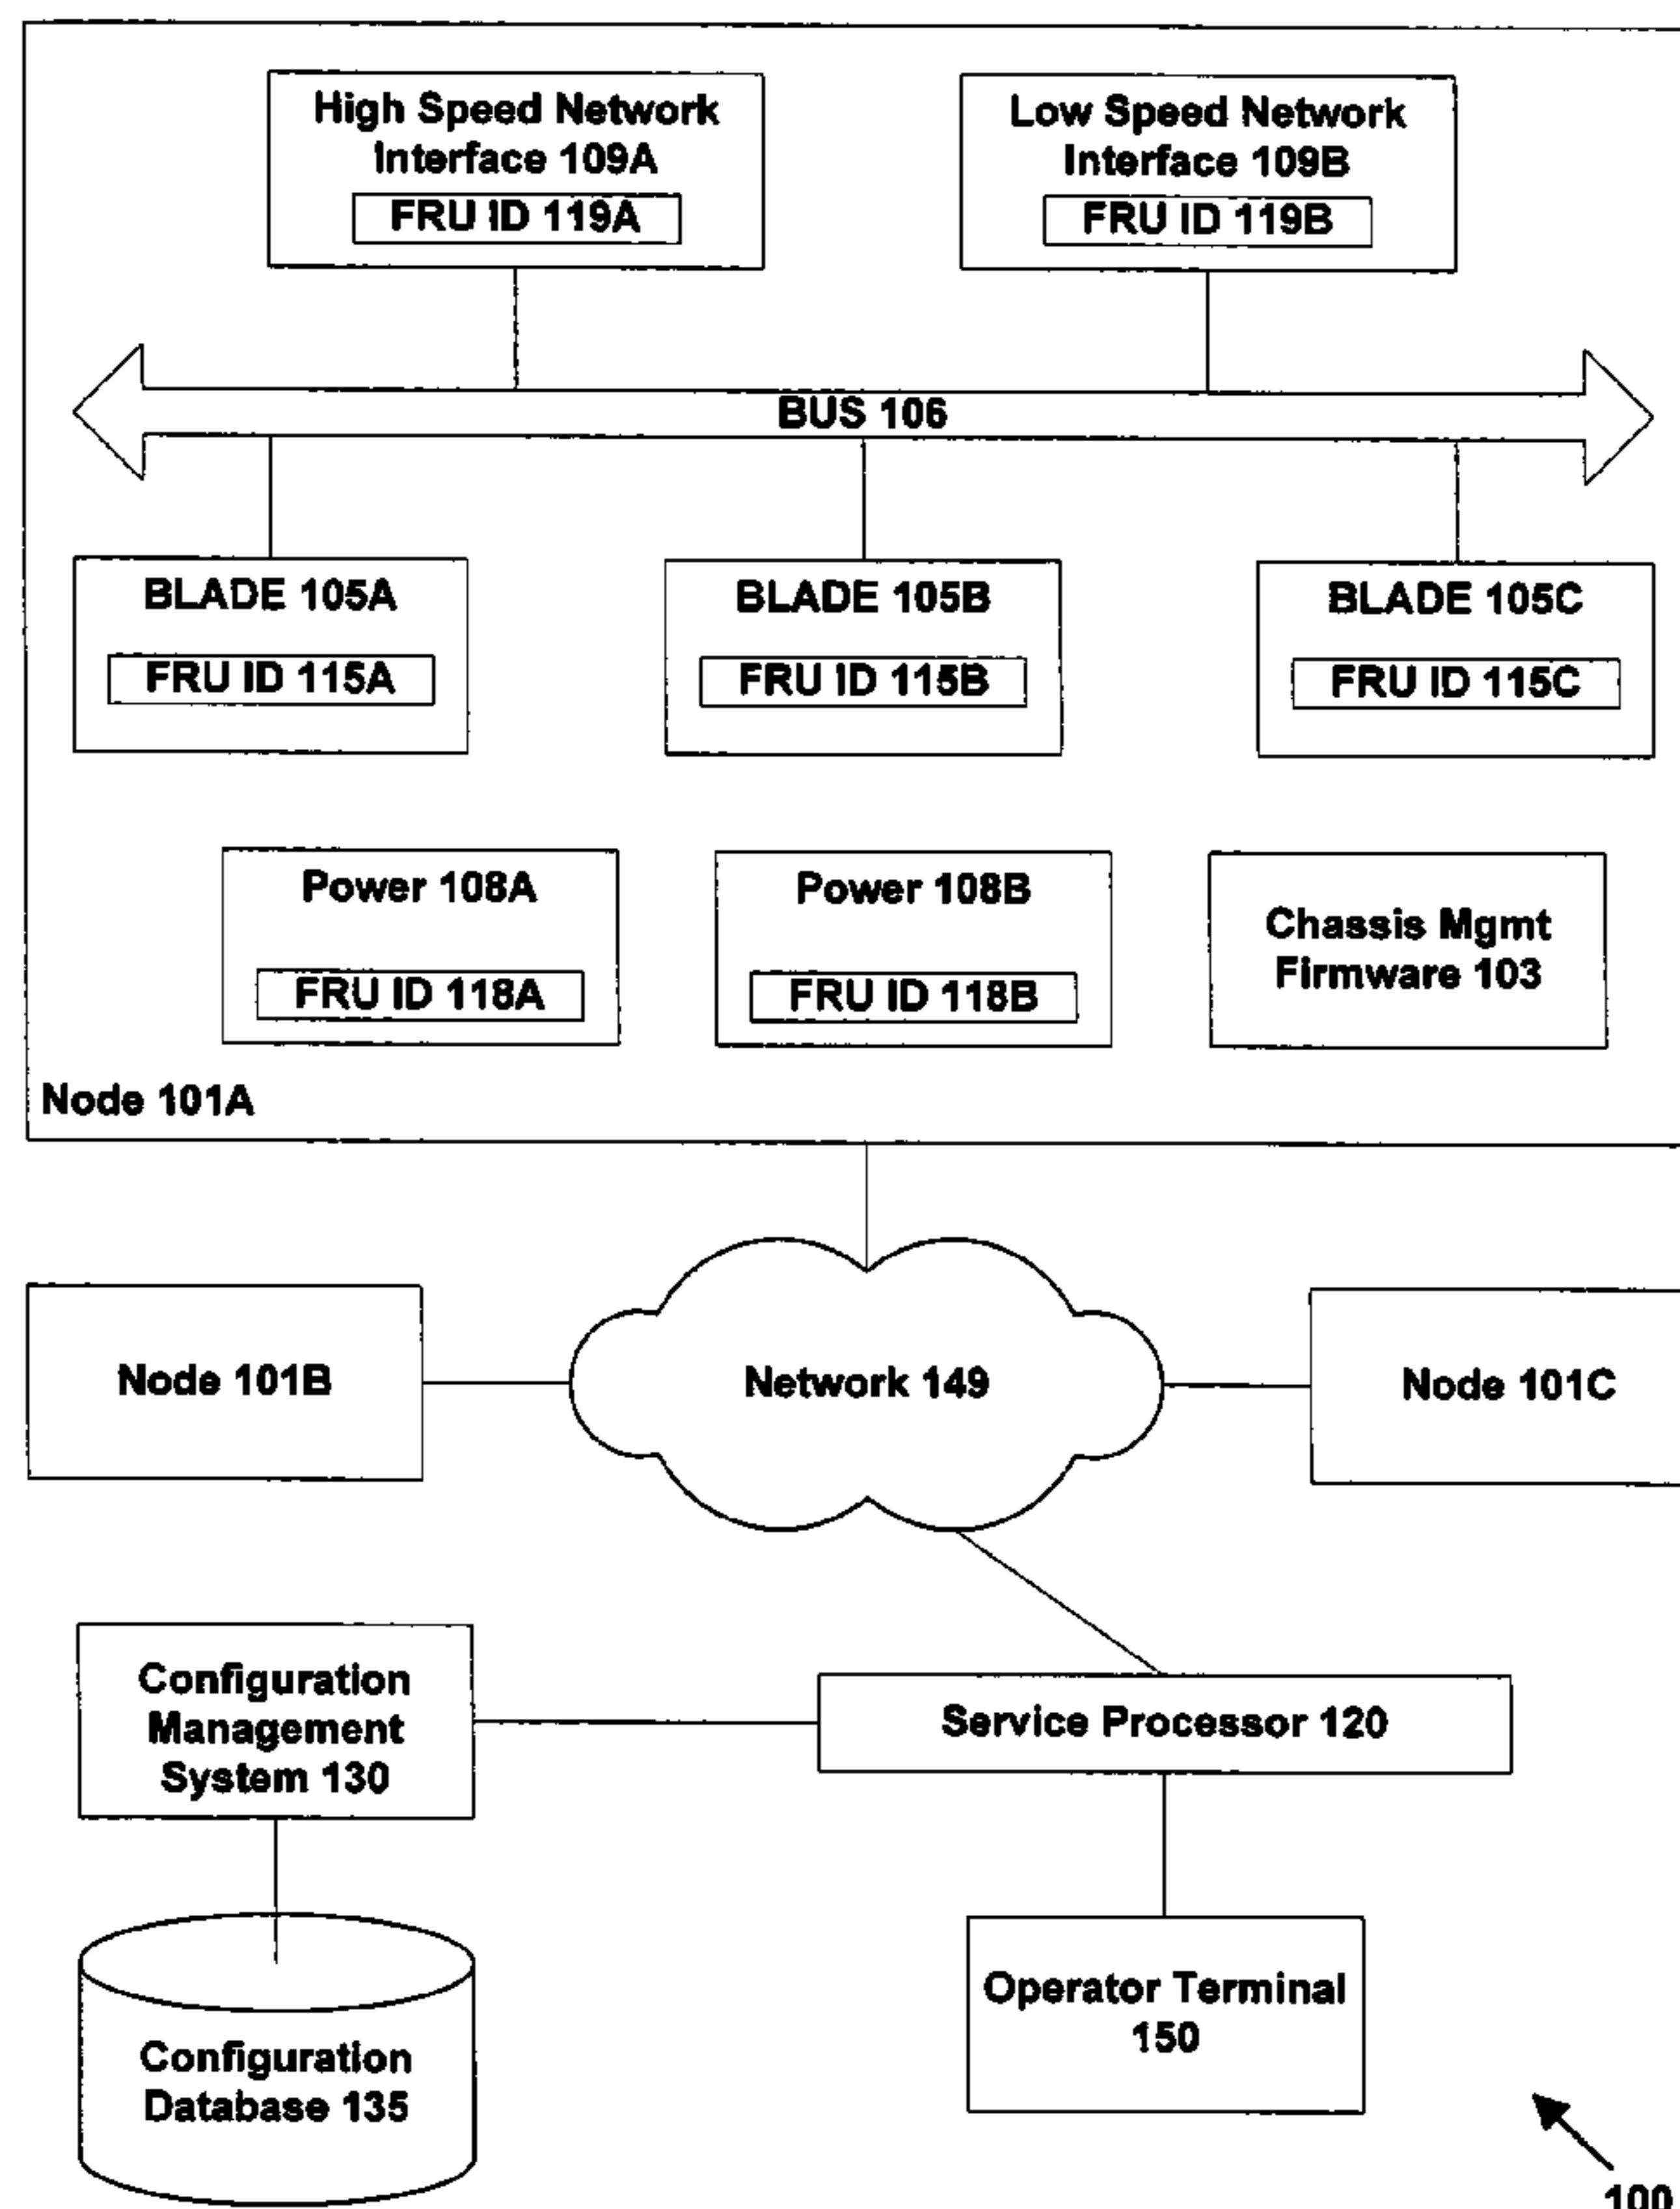 High Speed Network
Interface 109A
FRU ID 119A
Low Speed Network
Interface 109B
FRU ID 119B
BUS 106
BLADE 105A
FRU ID 115A
BLADE 105B
FRU ID 115B
BLADE 105C
FRU ID 115C
Power 108A
FRU ID 118A
Power 108B
FRU ID 118B
Chassis Mgmt
Firmware 103
Node 101A
Node 101B
Network 149
Node 101C
Configuration
Management
System 130
Service Processor 120
Configuration
Database 135
Operator Terminal
150
100